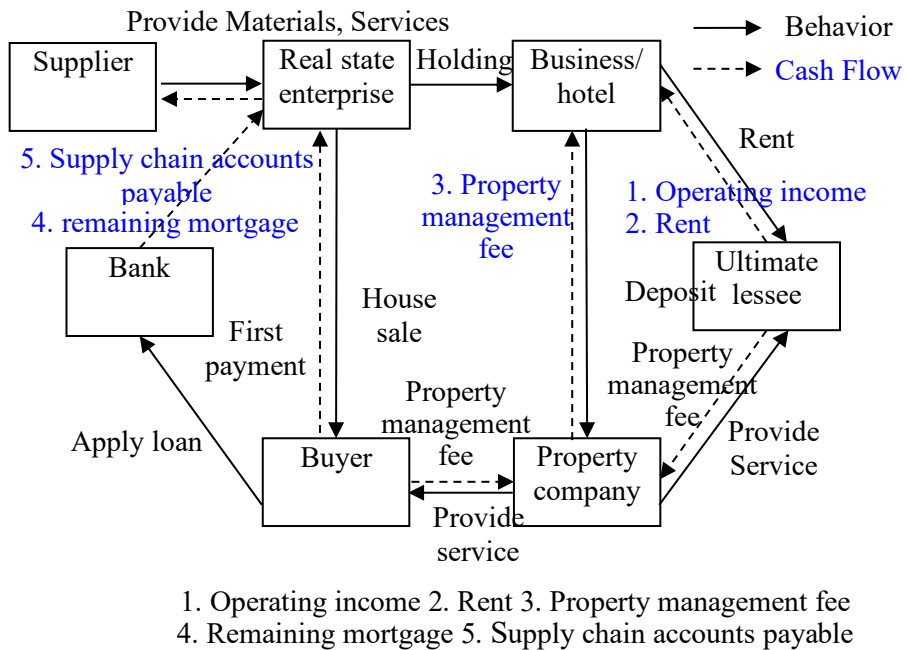 Provide Materials, Services
Supplier
Real state
enterprise
Holding
Business/
hotel
Behavior
Cash Flow
Rent
5. Supply chain accounts
payable
4. remaining mortgage
3. Property
management
fee
1. Operating income
2. Rent
Bank
Ultimate
lessee
Deposit
House
sale
First
payment
Property
management
fee
Property
management
fee
Apply loan
Provide
Service
Buyer
Property
company
Provide
service
1. Operating income 2. Rent 3. Property management fee
4. Remaining mortgage 5. Supply chain accounts payable